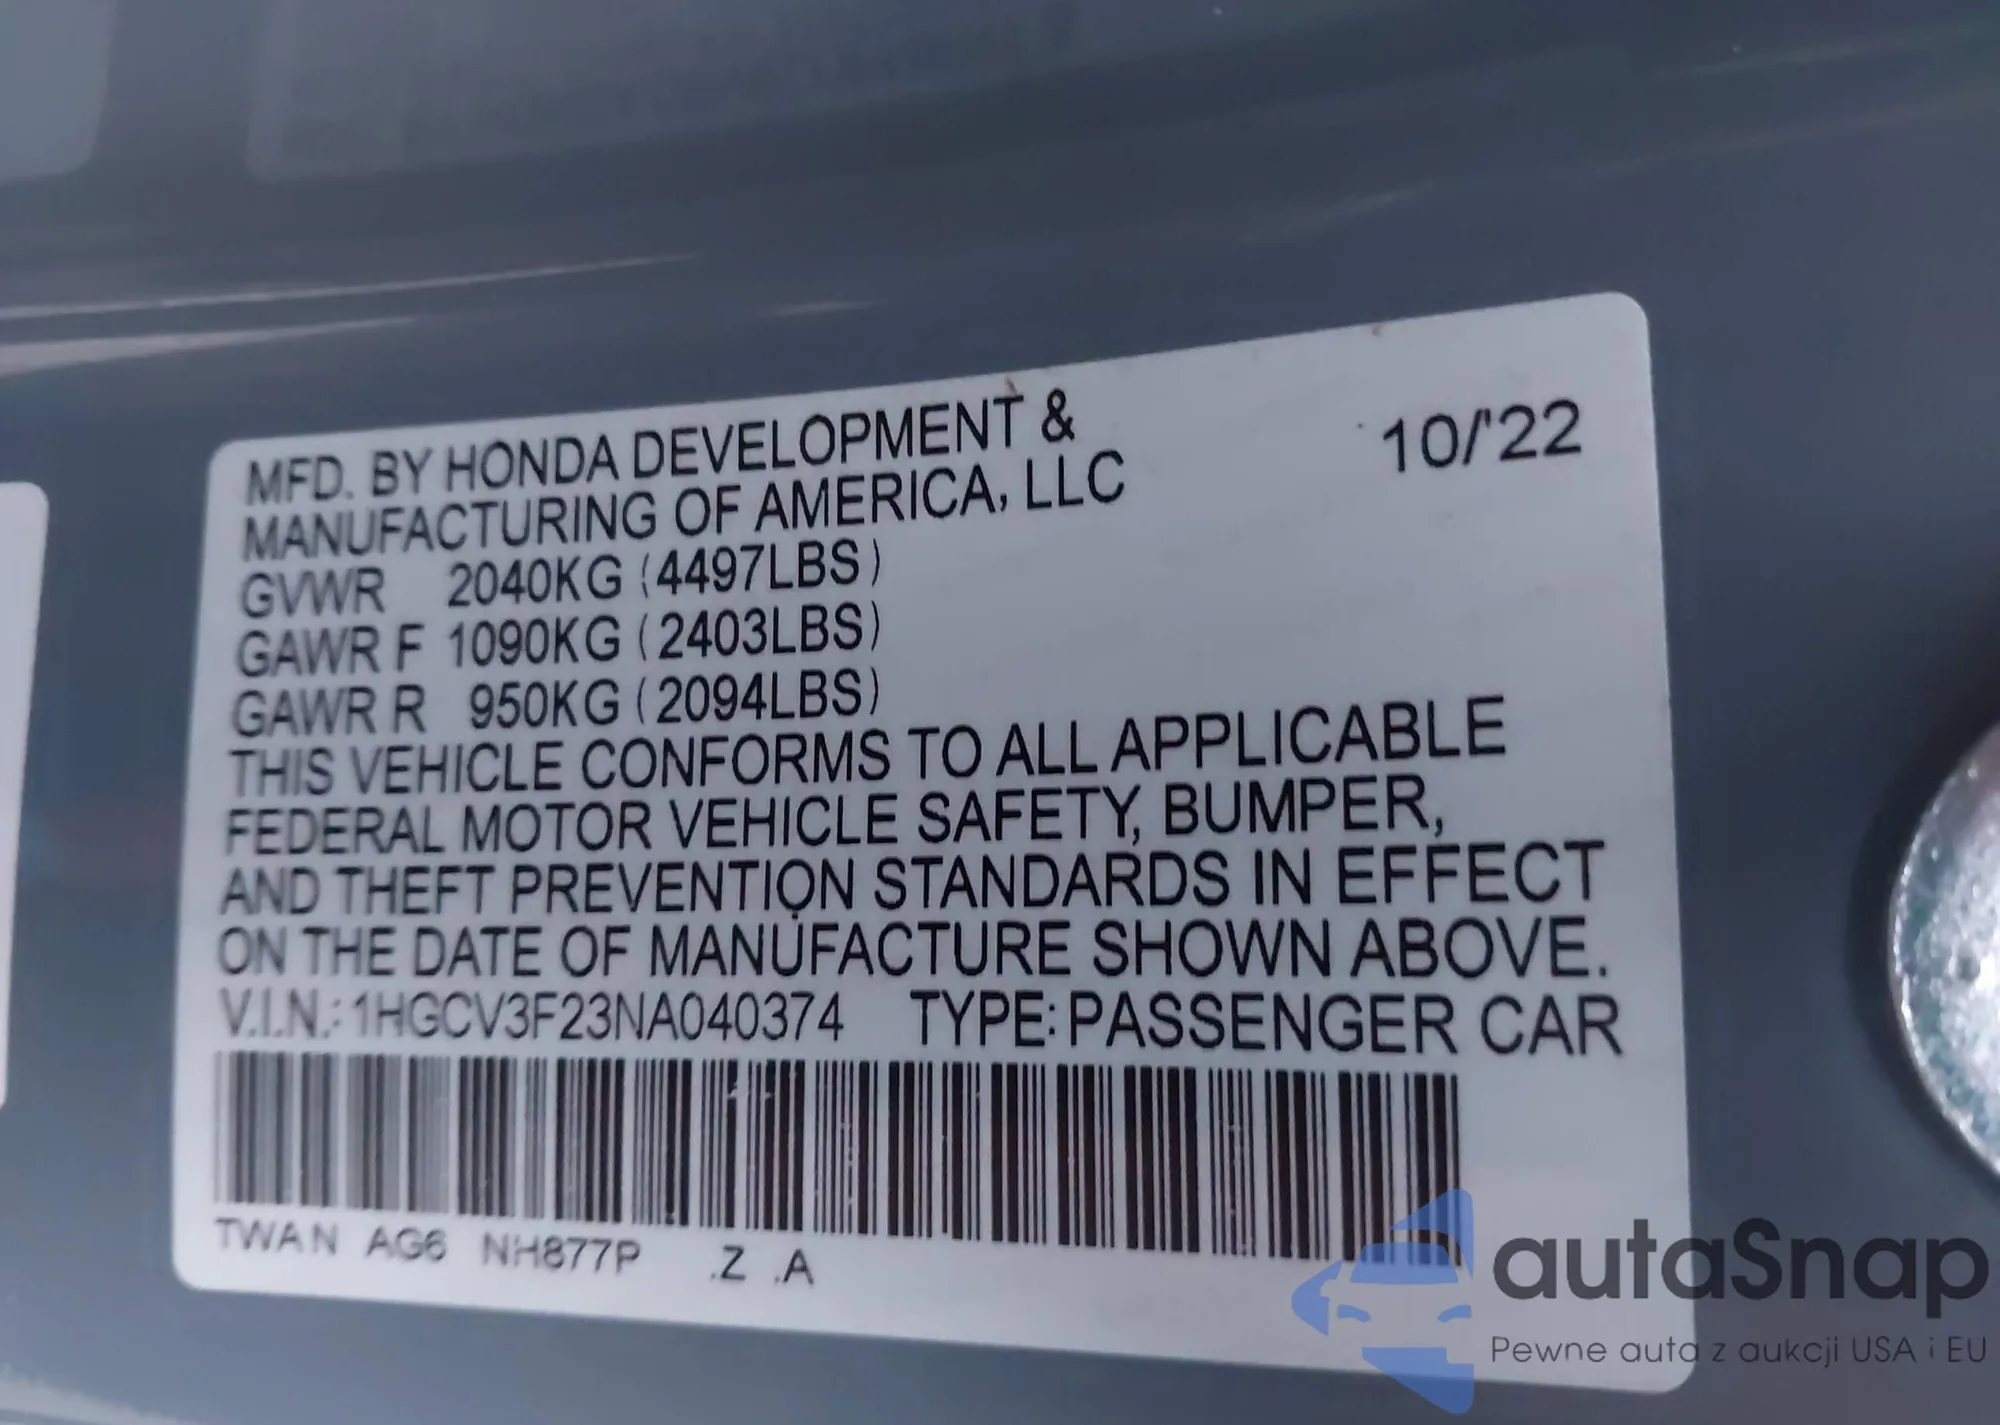 MFD. BY HONDA DEVELOPMENT & 10/'22
MANUFACTURING OF AMERICA, LLC
GVWR 2040KG (4497LBS)
GAWR F 1090KG (2403LBS)
GAWR R 950KG (2094LBS)
THIS VEHICLE CONFORMS TO ALL APPLICABLE
FEDERAL MOTOR VEHICLE SAFETY, BUMPER,
AND THEFT PREVENTION STANDARDS IN EFFECT
ON THE DATE OF MANUFACTURE SHOWN ABOVE.
V.I.N.: 1HGCV3F23NA040374 TYPE: PASSENGER CAR
TWAN AG6 NH877P .Z .A
autaSnap
Pewne auta z aukcji USA i EU